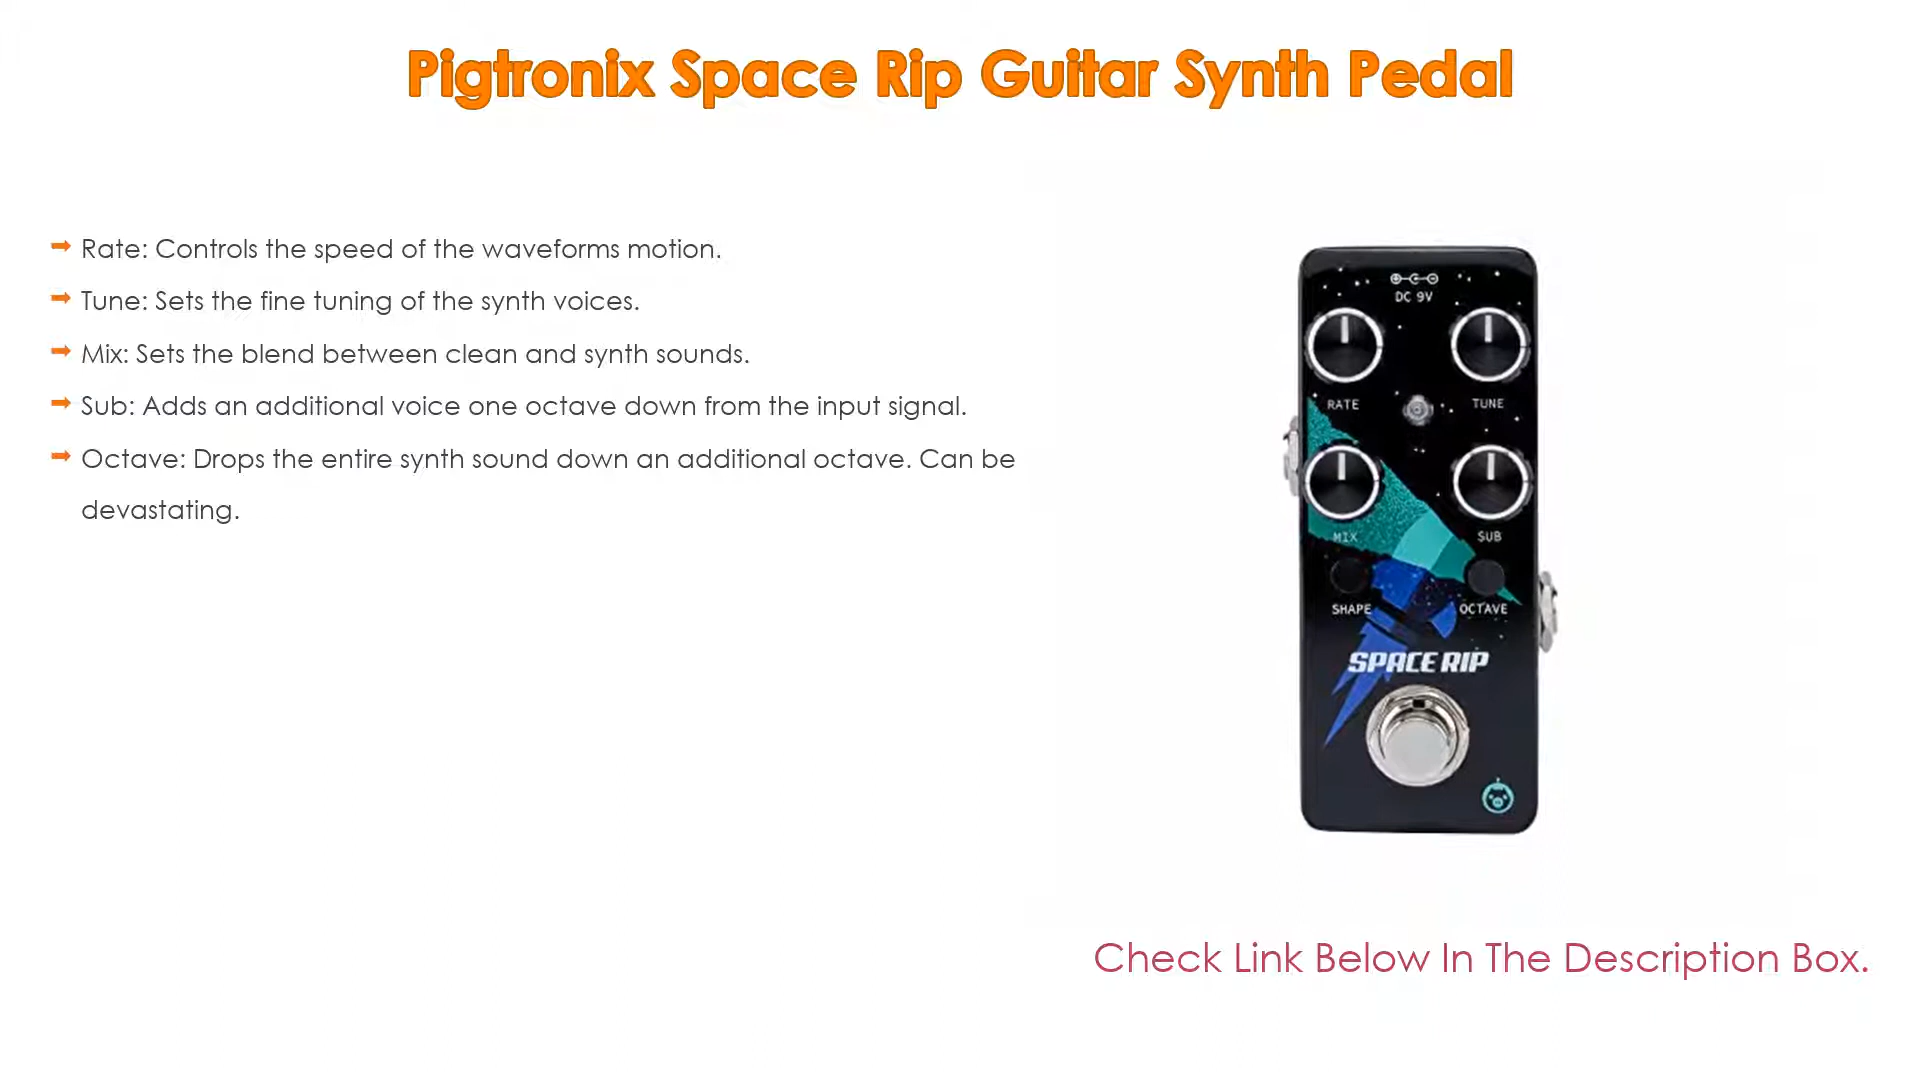 Pigtronix Space Rip Guitar Synth Pedal
Rate: Controls the speed of the waveforms motion.
Tune: Sets the fine tuning of the synth voices.
Mix: Sets the blend between clean and synth sounds.
Sub: Adds an additional voice one octave down from the input signal.
Octave: Drops the entire synth sound down an additional octave. Can be
devastating.
DC 9V
RATE
TUNE
MIX
SUB
SHAPE
OCTAVE
SPACE RIP
Check Link Below In The Description Box.